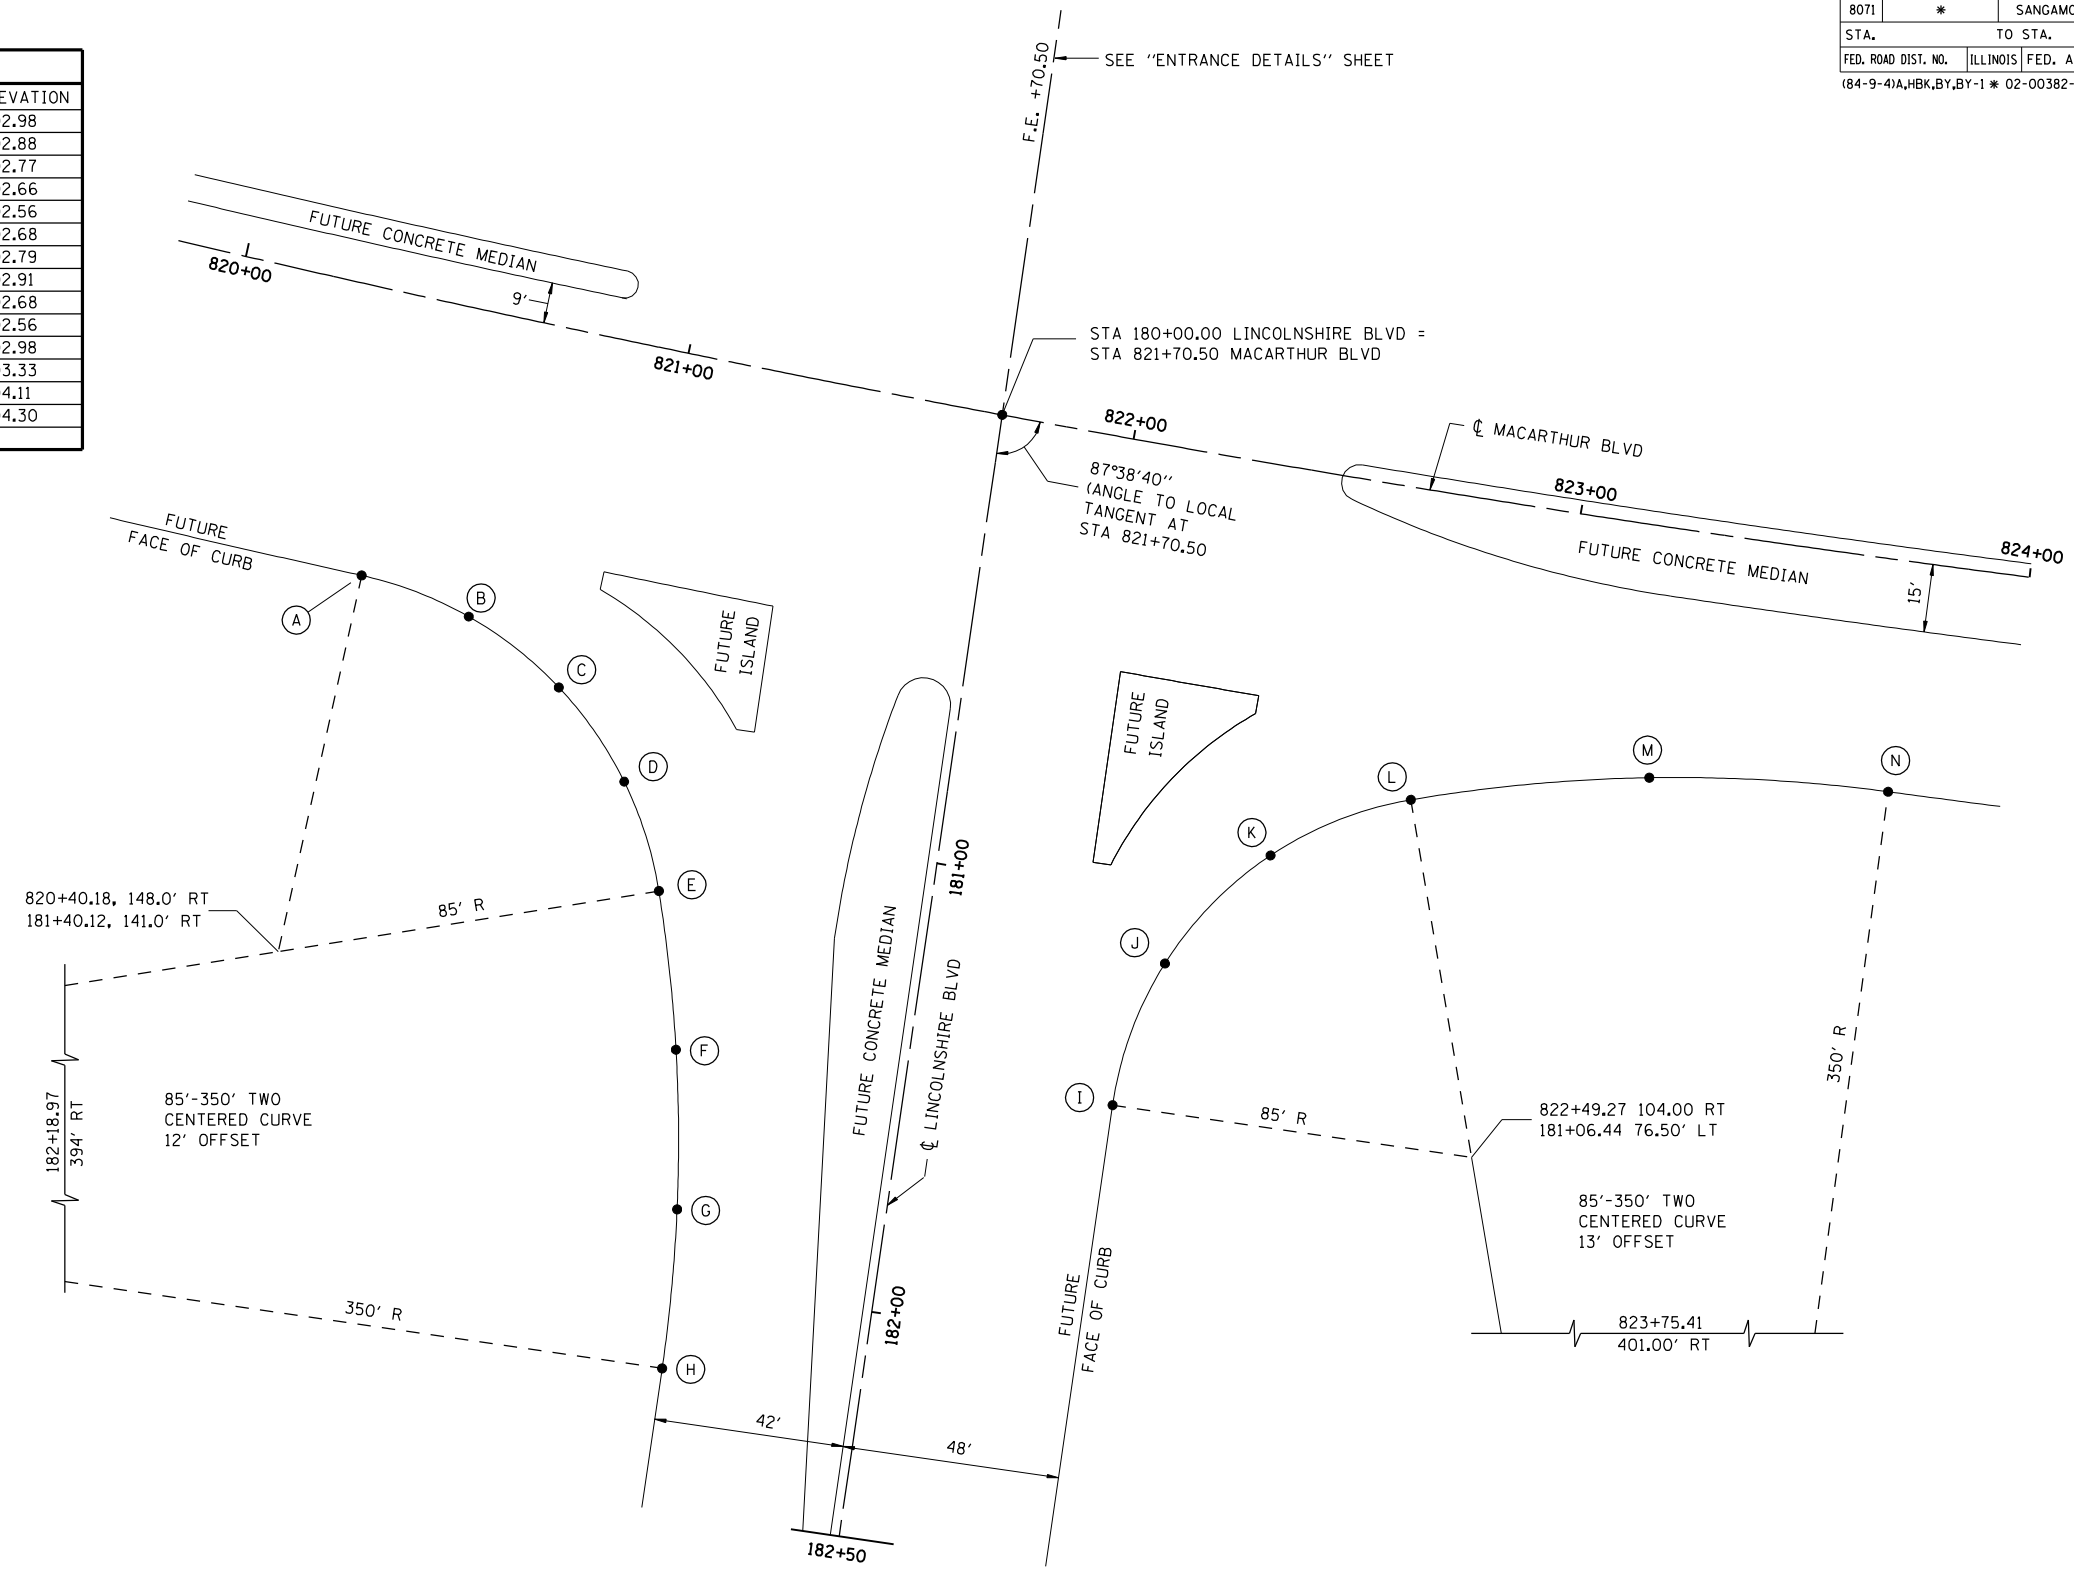 8071 * SANGAMO
STA. TO STA.
FED. ROAD DIST. NO. ILLINOIS FED. A
(84-9-4)A,HBK,BY,BY-1 * 02-00382-
EVATION
2.98
2.88
2.77
2.66
2.56
2.68
2.79
2.91
2.68
2.56
2.98
3.33
4.11
4.30
F.E. +70.50
SEE "ENTRANCE DETAILS" SHEET
FUTURE CONCRETE MEDIAN
820+00
9'
821+00
STA 180+00.00 LINCOLNSHIRE BLVD =
STA 821+70.50 MACARTHUR BLVD
822+00
℄ MACARTHUR BLVD
87°38'40"
(ANGLE TO LOCAL
TANGENT AT
STA 821+70.50
823+00
824+00
FUTURE CONCRETE MEDIAN
15'
FUTURE
FACE OF CURB
A
B
C
D
E
F
G
H
FUTURE
ISLAND
FUTURE
ISLAND
I
J
K
L
M
N
820+40.18, 148.0' RT
181+40.12, 141.0' RT
85' R
181+00
FUTURE CONCRETE MEDIAN
℄ LINCOLNSHIRE BLVD
182+18.97
394' RT
85'-350' TWO
CENTERED CURVE
12' OFFSET
350' R
85' R
350' R
822+49.27 104.00 RT
181+06.44 76.50' LT
85'-350' TWO
CENTERED CURVE
13' OFFSET
823+75.41
401.00' RT
182+00
FUTURE
FACE OF CURB
42'
48'
182+50